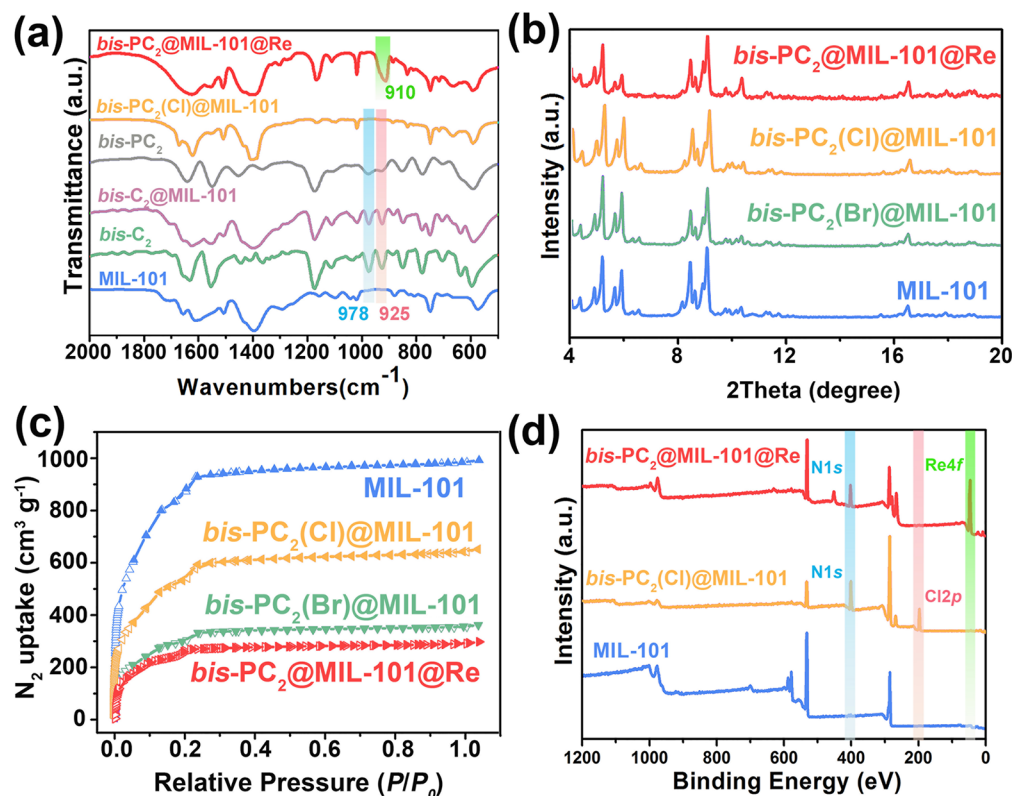 (a)
bis-PC2@MIL-101@Re
910
bis-PC2(Cl)@MIL-101
bis-PC2
bis-C2@MIL-101
bis-C2
MIL-101
978
925
Transmittance (a.u.)
2000 1600 1400 1200 1000 800 600
Wavenumbers(cm-1)
(b)
bis-PC2@MIL-101@Re
bis-PC2(Cl)@MIL-101
bis-PC2(Br)@MIL-101
MIL-101
Intensity (a.u.)
4 8 12 16 20
2Theta (degree)
(c)
1000
800
600
400
200
0
MIL-101
bis-PC2(Cl)@MIL-101
bis-PC2(Br)@MIL-101
bis-PC2@MIL-101@Re
N2 uptake (cm3 g-1)
0.0 0.2 0.4 0.6 0.8 1.0
Relative Pressure (P/P0)
(d)
bis-PC2@MIL-101@Re
N1s
Re4f
bis-PC2(Cl)@MIL-101
N1s
Cl2p
MIL-101
Intensity (a.u.)
1200 1000 800 600 400 200 0
Binding Energy (eV)